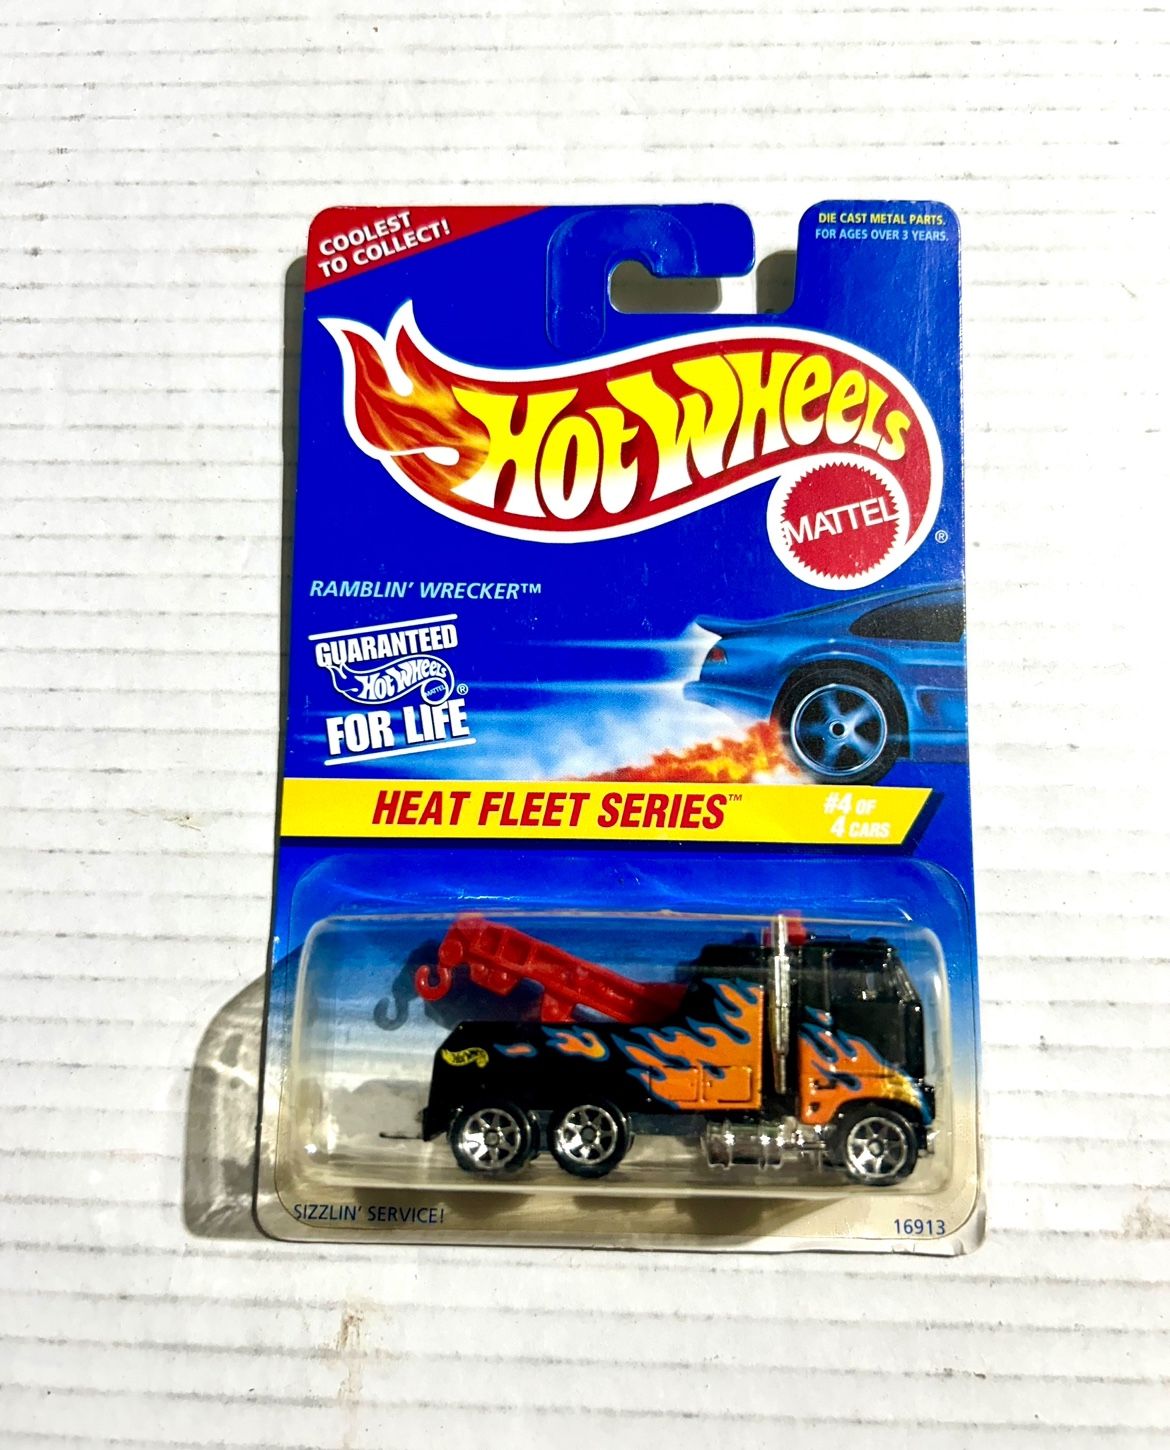 COOLEST
TO COLLECT!
DIE CAST METAL PARTS.
FOR AGES OVER 3 YEARS.
HOT WHEELS
MATTEL
®
RAMBLIN' WRECKER™
GUARANTEED
HOT WHEELS
MATTEL
®
FOR LIFE
HEAT FLEET SERIES™
#4 OF
4 CARS
SIZZLIN' SERVICE!
16913